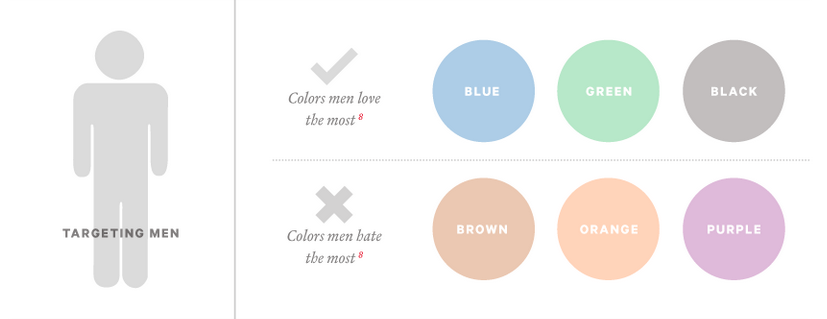 TARGETING MEN
Colors men love
the most 8
BLUE
GREEN
BLACK
Colors men hate
the most 8
BROWN
ORANGE
PURPLE